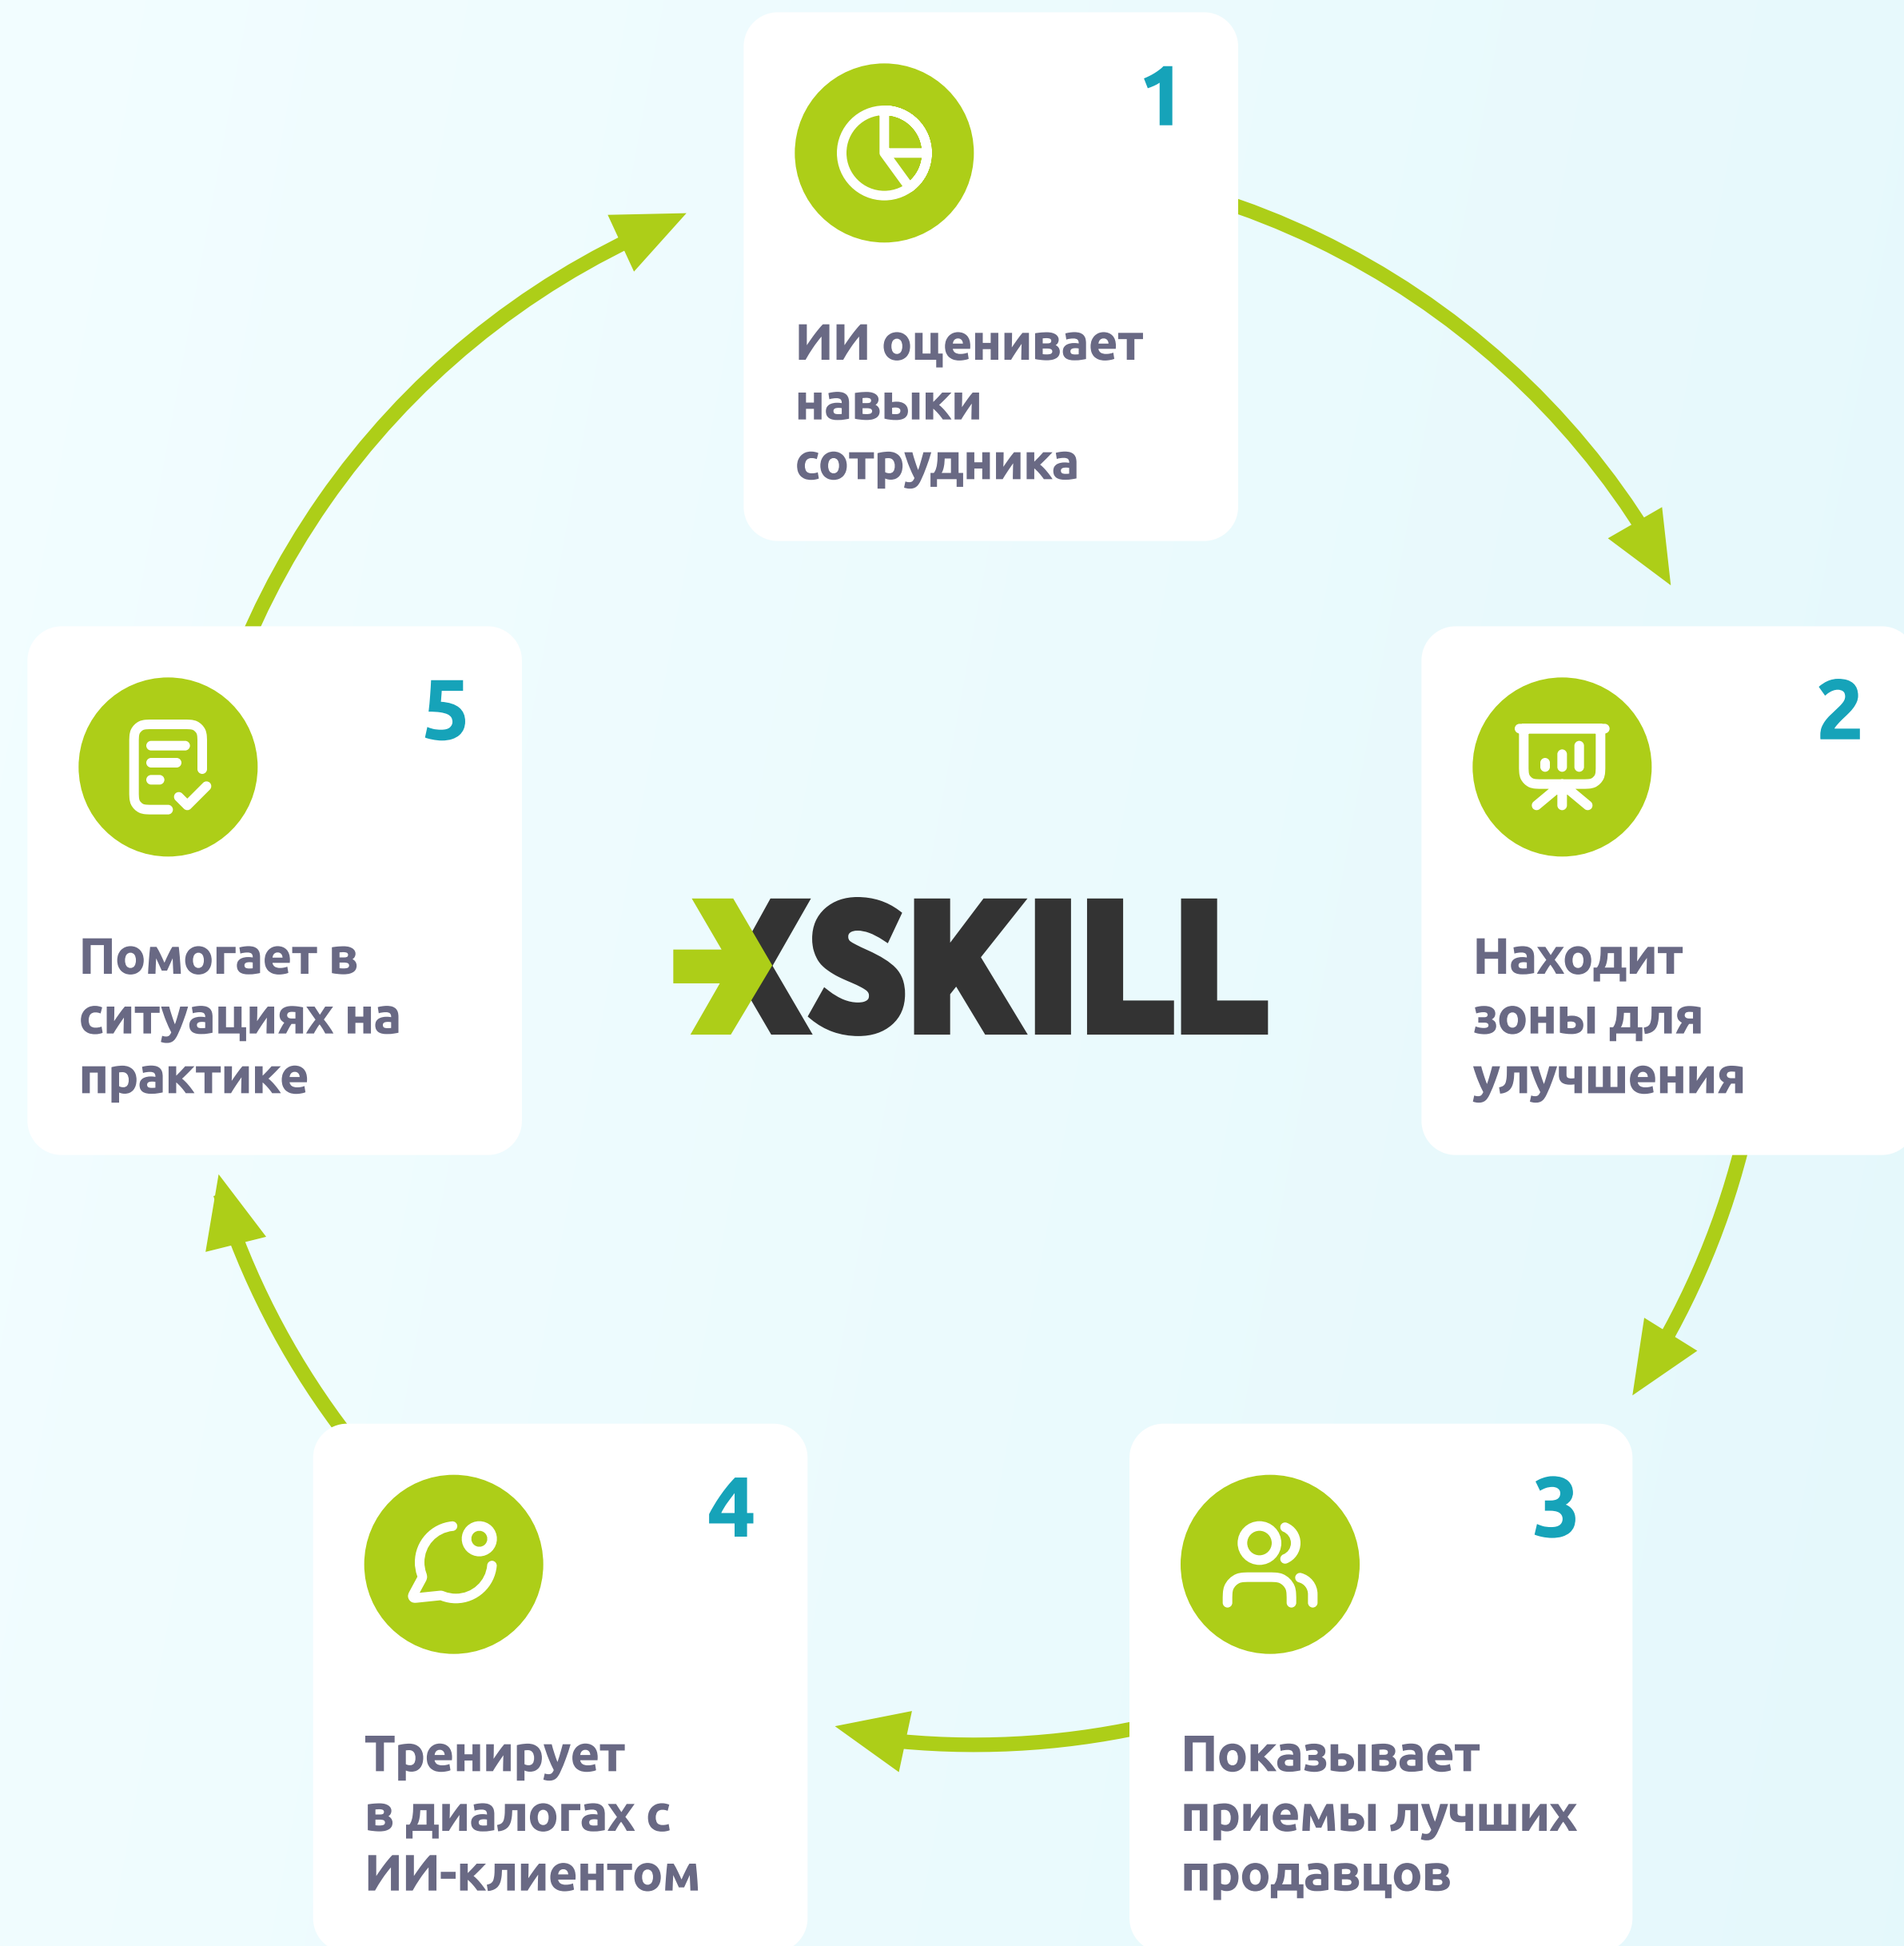 1
ИИ оценивает
навыки
сотрудника
2
Находит
зоны для
улучшения
3
Показывает
приемы лучших
продавцов
4
Тренирует
в диалогах с
ИИ-клиентом
5
Помогает в
ситуациях на
практике
XSKILL